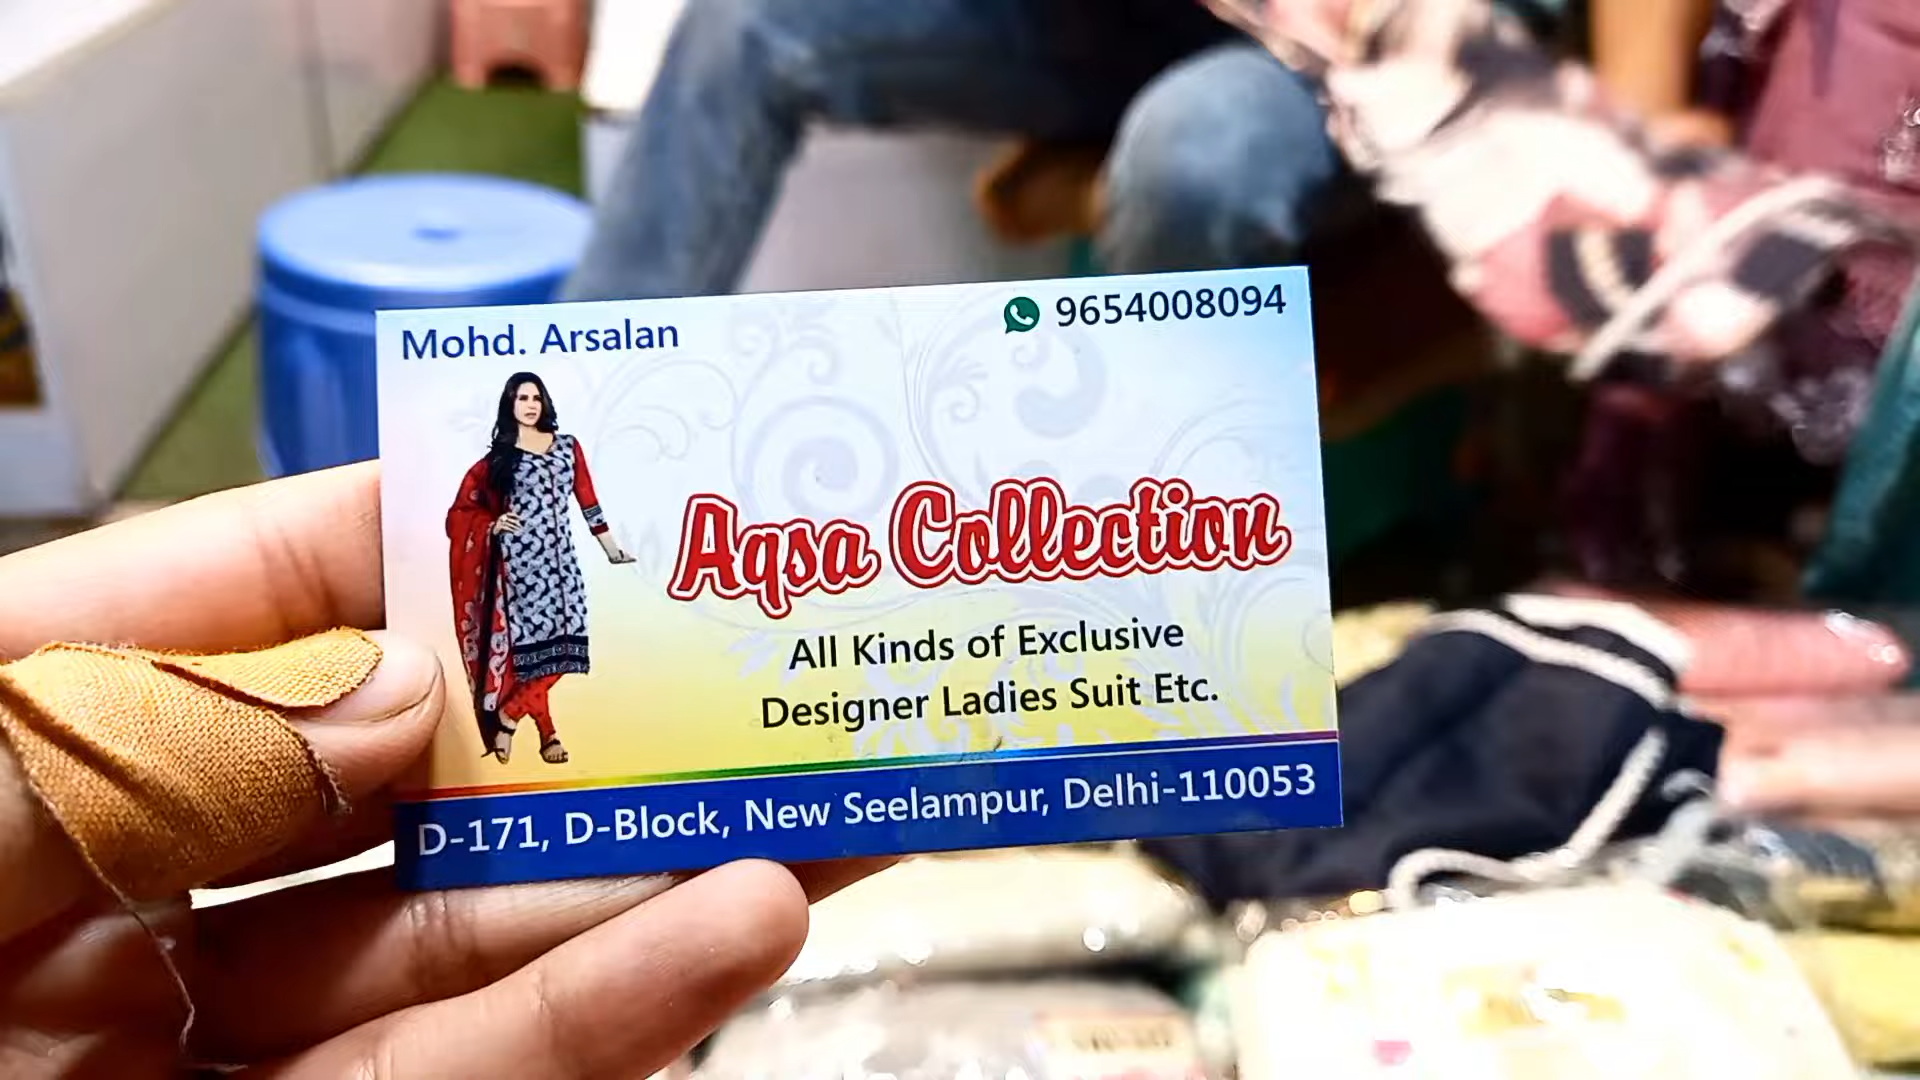 Mohd. Arsalan
9654008094
Aqsa Collection
All Kinds of Exclusive
Designer Ladies Suit Etc.
D-171, D-Block, New Seelampur, Delhi-110053